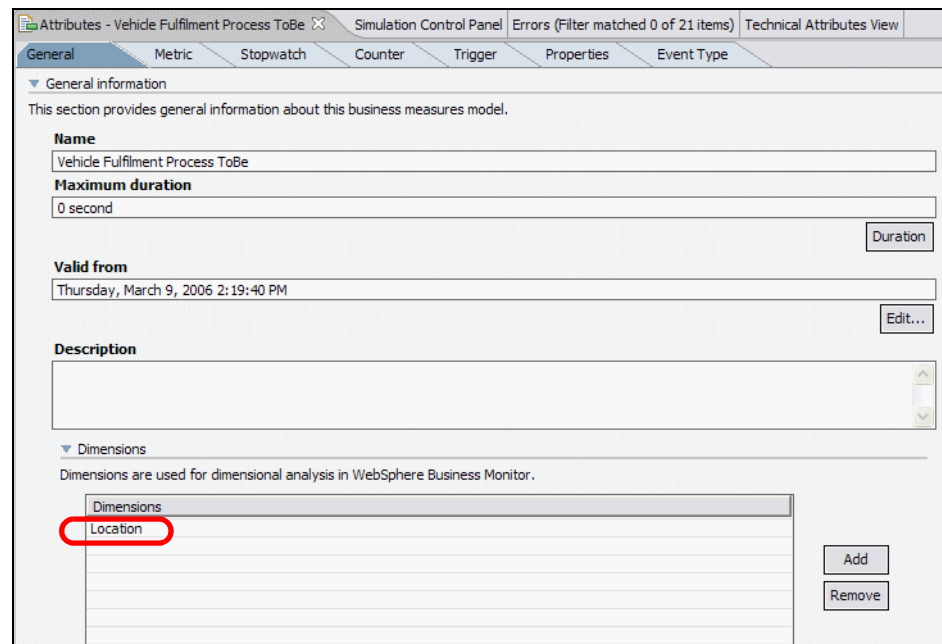 Attributes - Vehicle Fulfilment Process ToBe Simulation Control Panel Errors (Filter matched 0 of 21 items) Technical Attributes View
General Metric Stopwatch Counter Trigger Properties Event Type
General information
This section provides general information about this business measures model.
Name
Vehicle Fulfilment Process ToBe
Maximum duration
0 second
Duration
Valid from
Thursday, March 9, 2006 2:19:40 PM
Edit...
Description
Dimensions
Dimensions are used for dimensional analysis in WebSphere Business Monitor.
Dimensions
Location
Add
Remove